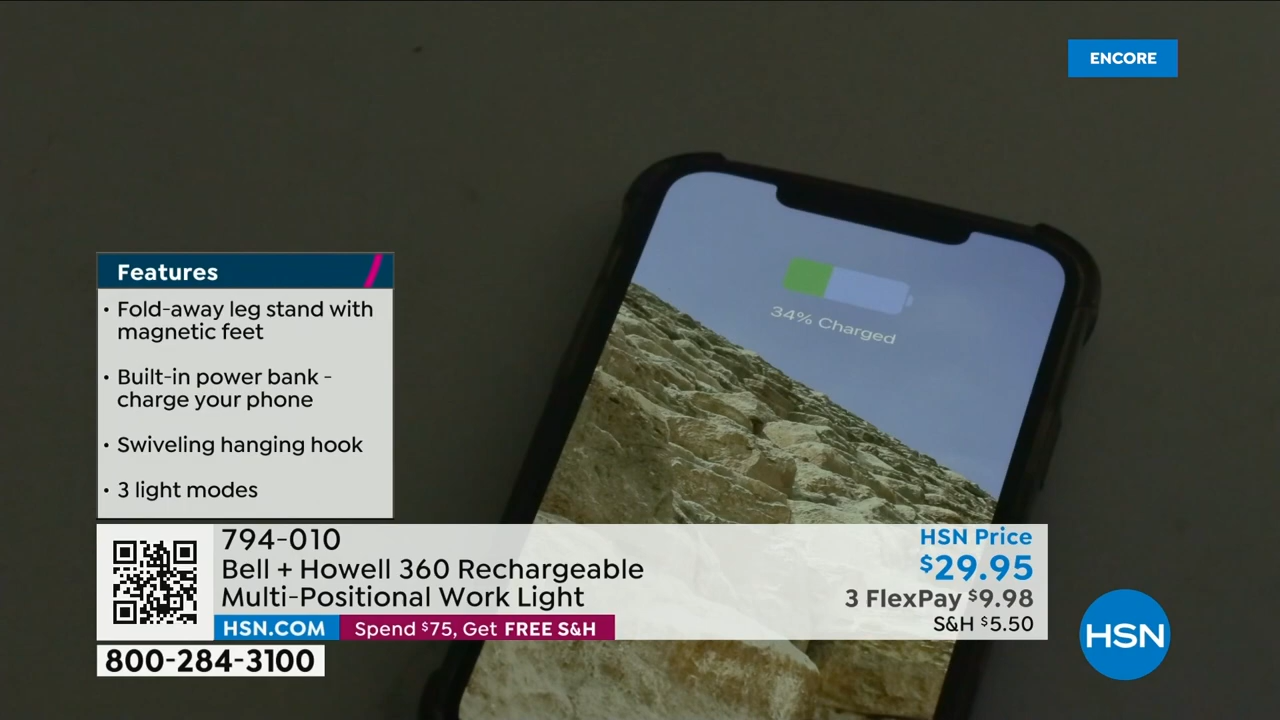 ENCORE
34% Charged
Features
• Fold-away leg stand with
magnetic feet
• Built-in power bank -
charge your phone
• Swiveling hanging hook
• 3 light modes
794-010
Bell + Howell 360 Rechargeable
Multi-Positional Work Light
HSN.COM
Spend $75, Get FREE S&H
800-284-3100
HSN Price
$29.95
3 FlexPay $9.98
S&H $5.50
HSN